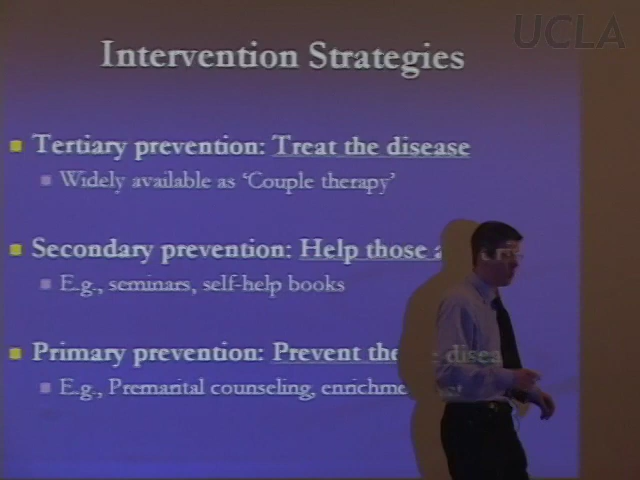 UCLA
Intervention Strategies
Tertiary prevention: Treat the disease
Widely available as ‘Couple therapy’
Secondary prevention: Help those
E.g., seminars, self-help books
Primary prevention: Prevent the
E.g., Premarital counseling,